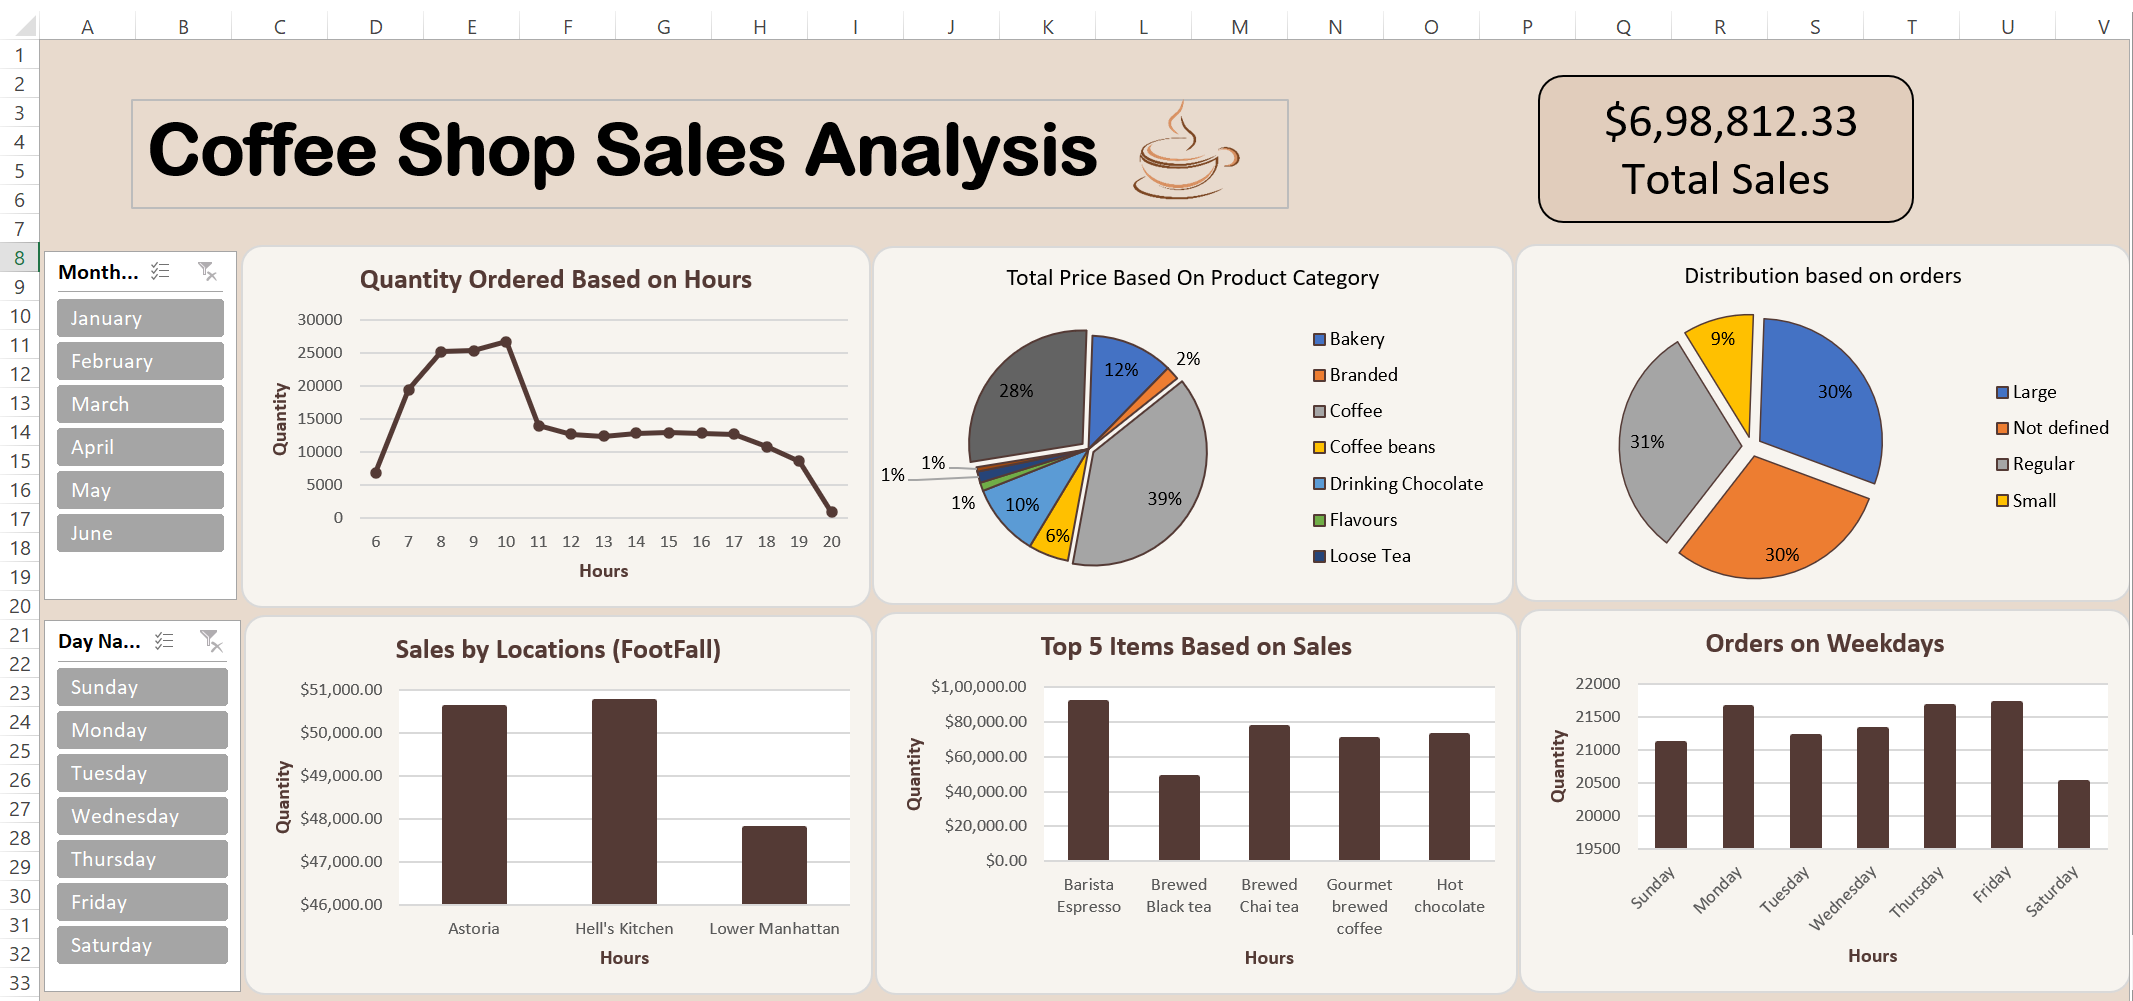 A B C D E F G H I J K L M N O P Q R S T U V
1
2
3
4
5
6
7
8
9
10
11
12
13
14
15
16
17
18
19
20
21
22
23
24
25
26
27
28
29
30
31
32
33
Coffee Shop Sales Analysis
$6,98,812.33
Total Sales
Month...
January
February
March
April
May
June
Day Na...
Sunday
Monday
Tuesday
Wednesday
Thursday
Friday
Saturday
Quantity Ordered Based on Hours
30000
25000
20000
15000
10000
5000
0
Quantity
6 7 8 9 10 11 12 13 14 15 16 17 18 19 20
Hours
Total Price Based On Product Category
12%
2%
39%
6%
10%
1%
1%
1%
28%
Bakery
Branded
Coffee
Coffee beans
Drinking Chocolate
Flavours
Loose Tea
Distribution based on orders
30%
30%
31%
9%
Large
Not defined
Regular
Small
Sales by Locations (FootFall)
$51,000.00
$50,000.00
$49,000.00
$48,000.00
$47,000.00
$46,000.00
Quantity
Astoria Hell's Kitchen Lower Manhattan
Hours
Top 5 Items Based on Sales
$1,00,000.00
$80,000.00
$60,000.00
$40,000.00
$20,000.00
$0.00
Quantity
Barista Espresso
Brewed Black tea
Brewed Chai tea
Gourmet brewed coffee
Hot chocolate
Hours
Orders on Weekdays
22000
21500
21000
20500
20000
19500
Quantity
Sunday Monday Tuesday Wednesday Thursday Friday Saturday
Hours